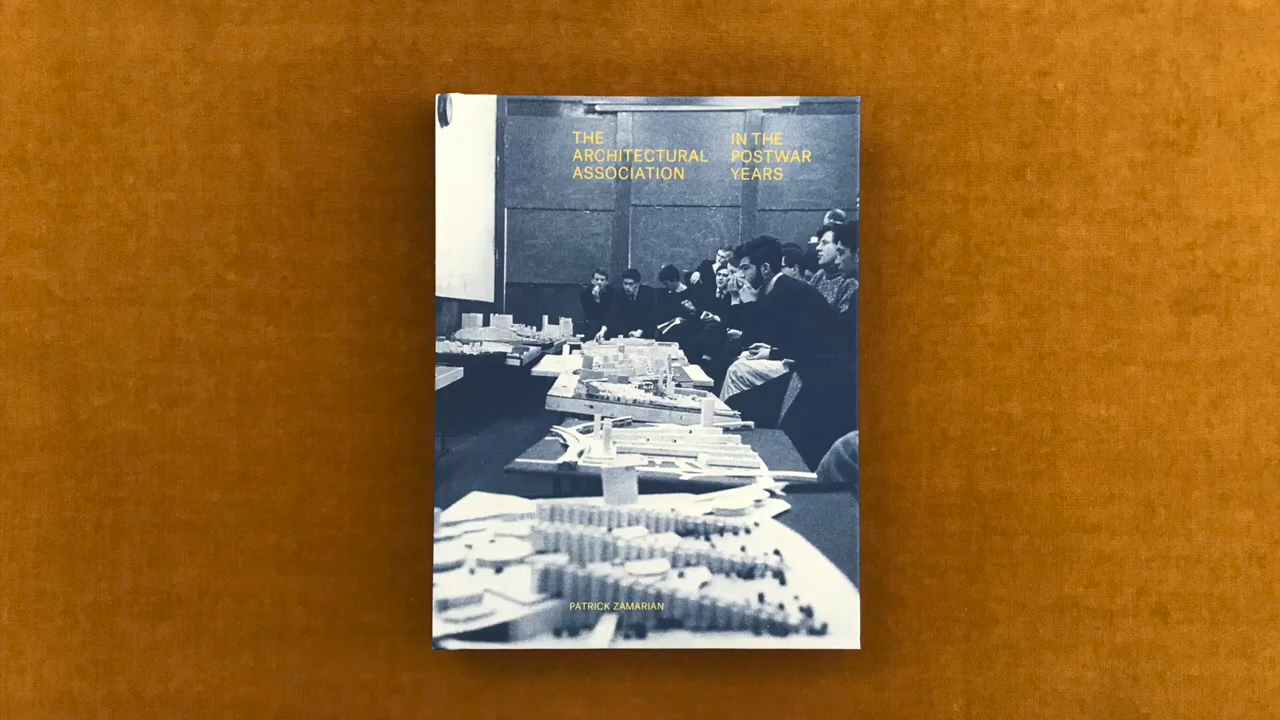 THE
ARCHITECTURAL
ASSOCIATION
IN THE
POSTWAR
YEARS
PATRICK ZAMARIAN